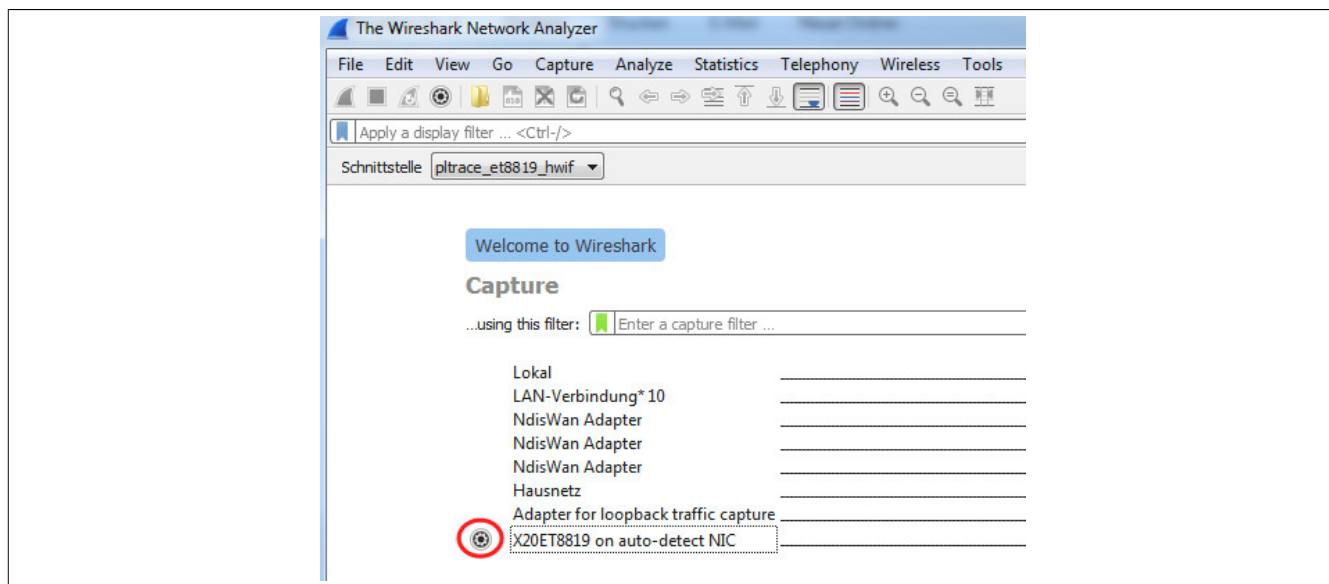 The Wireshark Network Analyzer
File Edit View Go Capture Analyze Statistics Telephony Wireless Tools
Apply a display filter ... <Ctrl-/>
Schnittstelle pltrace_et8819_hwif
Welcome to Wireshark
Capture
...using this filter: Enter a capture filter ...
Lokal
LAN-Verbindung* 10
NdisWan Adapter
NdisWan Adapter
NdisWan Adapter
Hausnetz
Adapter for loopback traffic capture
X20ET8819 on auto-detect NIC